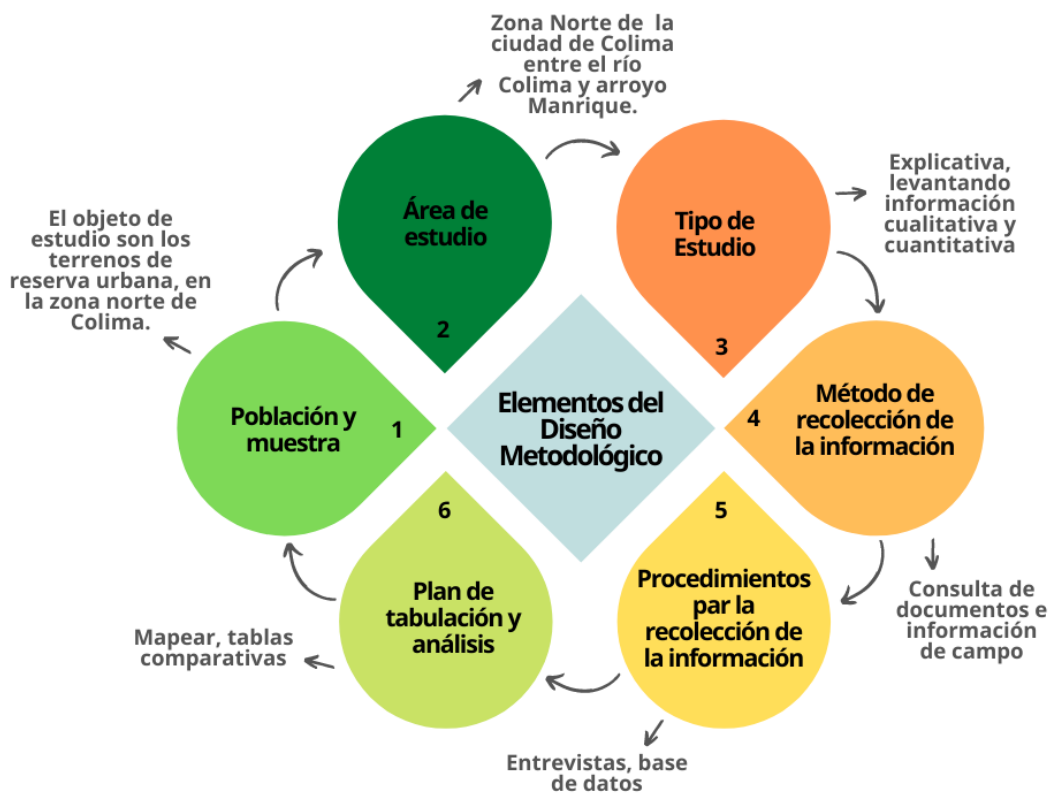 Zona Norte de la
ciudad de Colima
entre el río
Colima y arroyo
Manrique.
Explicativa,
levantando
información
cualitativa y
cuantitativa
El objeto de
estudio son los
terrenos de
reserva urbana, en
la zona norte de
Colima.
Área de
estudio
2
Tipo de
Estudio
3
Población y
muestra
1
Elementos del
Diseño
Metodológico
4
Método de
recolección de
la información
6
Plan de
tabulación y
análisis
5
Procedimientos
par la
recolección de
la información
Consulta de
documentos e
información
de campo
Mapear, tablas
comparativas
Entrevistas, base
de datos